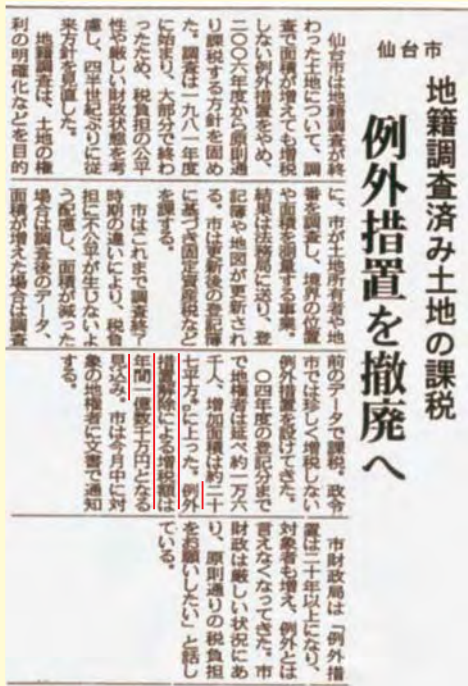 仙台市
地籍調査済み土地の課税
例外措置を撤廃へ
仙台市は地籍調査が終
わった土地について、調
査で面積が増えても増税
しない例外措置をやめ、
二〇〇六年度から原則通
り課税する方針を固め
た。調査は一九八一年度
に始まり、大部分で終わ
ったため、税負担の公平
性や厳しい財政状態を考
慮し、四半世紀ぶりに従
来方針を見直した。
地籍調査は、土地の権
利の明確化などを目的
に、市が土地所有者や地
番を調査し、境界の位置
や面積を測量する事業。
結果は法務局に送り、登
記簿や地図が更新され
る。市は更新後の登記簿
に基づき固定資産税など
を課する。
市はこれまで調査終了
時期の違いにより、税負
担に不公平が生じないよ
う配慮し、面積が減った
場合は調査後のデータ、
面積が増えた場合は調査
前のデータで課税。政令
市では珍しく増税しない
例外措置を設けてきた。
〇四年度の登記分まで
で地権者は延べ約一万六
千人、増加面積は約二十
七平方㌔に上った。例外
措置解除による増税額は
年間一億数千万円となる
見込み。市は今月中に対
象の地権者に文書で通知
する。
市財政局は「例外措
置は二十年以上になり、
対象者も増え、例外とは
言えなくなってきた。市
財政は厳しい状況にあ
り、原則通りの税負担
をお願いしたい」と話し
ている。